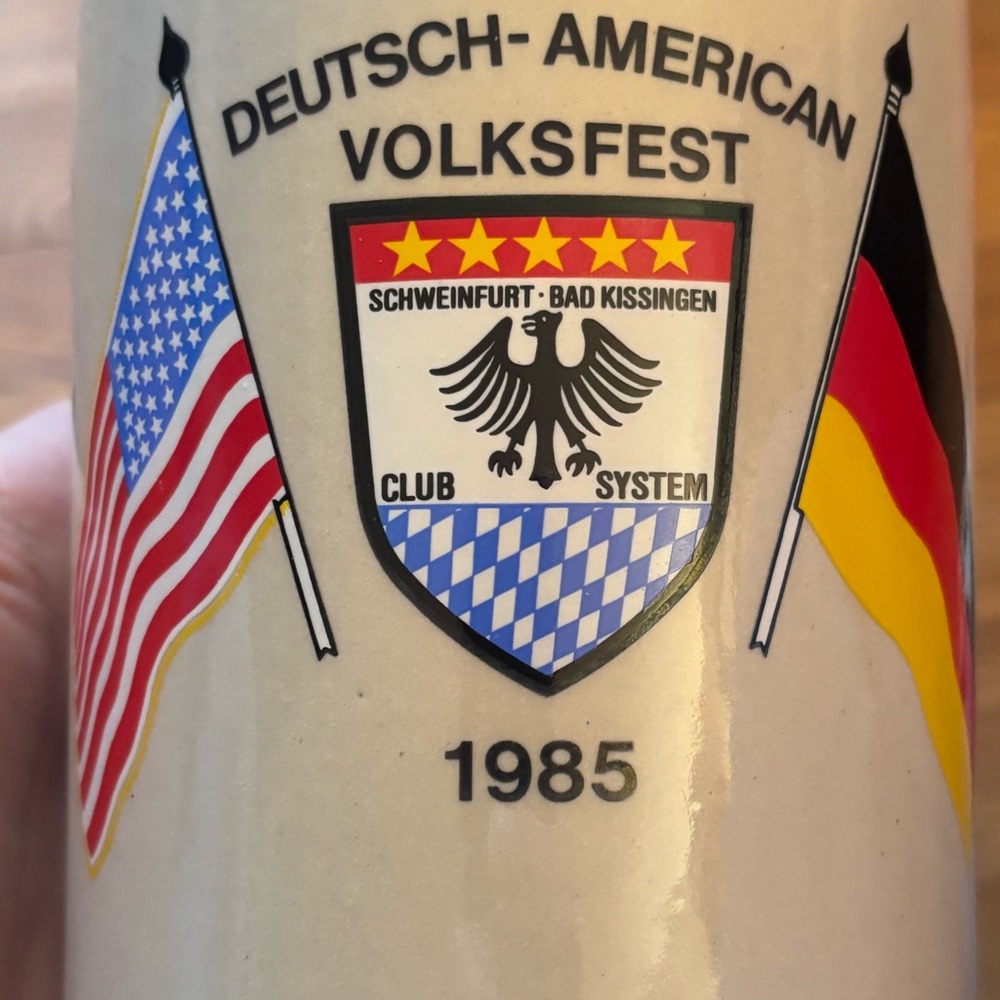 DEUTSCH-AMERICAN
VOLKSFEST
SCHWEINFURT · BAD KISSINGEN
CLUB SYSTEM
1985